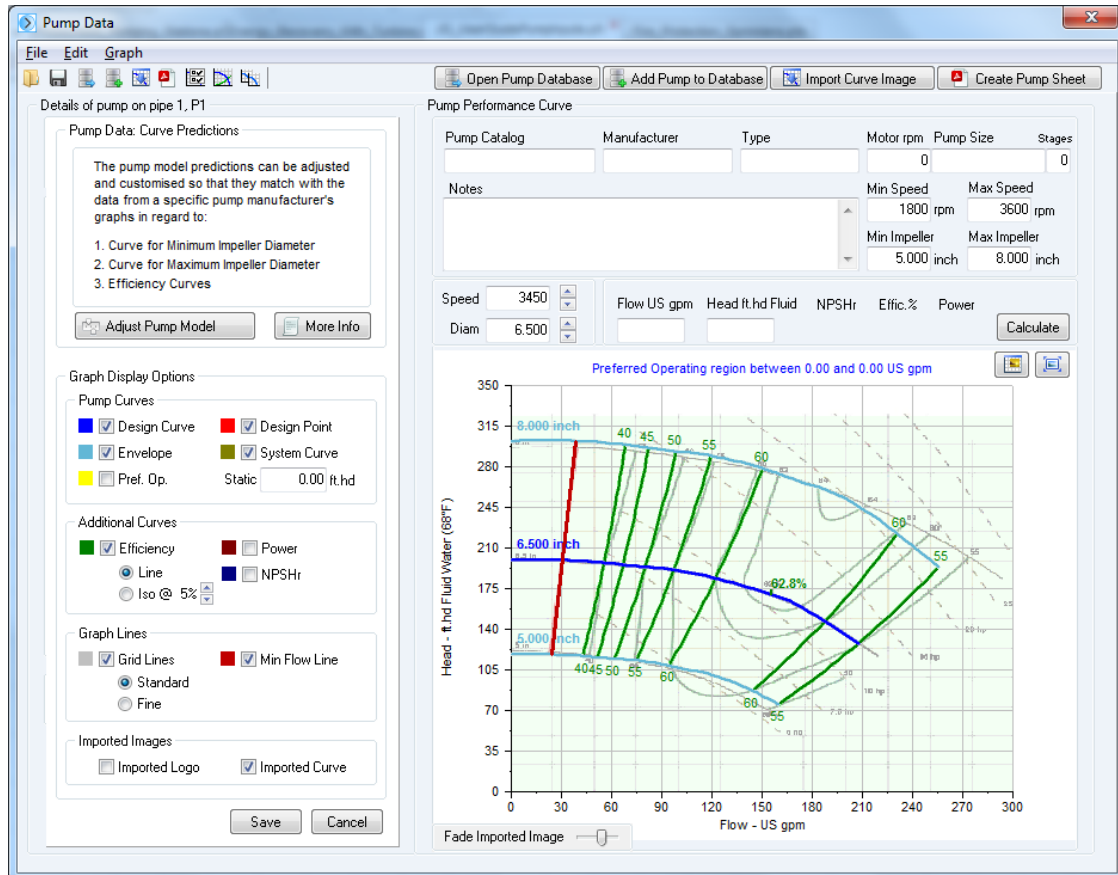 Pump Data
File Edit Graph
Open Pump Database Add Pump to Database Import Curve Image Create Pump Sheet
Details of pump on pipe 1, P1
Pump Data: Curve Predictions
The pump model predictions can be adjusted
and customised so that they match with the
data from a specific pump manufacturer's
graphs in regard to:
1. Curve for Minimum Impeller Diameter
2. Curve for Maximum Impeller Diameter
3. Efficiency Curves
Adjust Pump Model More Info
Graph Display Options
Pump Curves
Design Curve Design Point
Envelope System Curve
Pref. Op. Static 0.00 ft.hd
Additional Curves
Efficiency Power
Line NPSHr
Iso @ 5%
Graph Lines
Grid Lines Min Flow Line
Standard
Fine
Imported Images
Imported Logo Imported Curve
Save Cancel
Pump Performance Curve
Pump Catalog Manufacturer Type Motor rpm Pump Size Stages
0 0
Notes
Min Speed Max Speed
1800 rpm 3600 rpm
Min Impeller Max Impeller
5.000 inch 8.000 inch
Speed 3450
Diam 6.500
Flow US gpm Head ft.hd Fluid NPSHr Effic.% Power
Calculate
Preferred Operating region between 0.00 and 0.00 US gpm
Head - ft.hd Fluid Water (68°F)
350
315
280
245
210
175
140
105
70
35
0
8.000 inch
40 45 50 55 60
60
55
6.500 inch
62.8%
5.000 inch
40 45 50 55 60
60
55
0 30 60 90 120 150 180 210 240 270 300
Flow - US gpm
Fade Imported Image